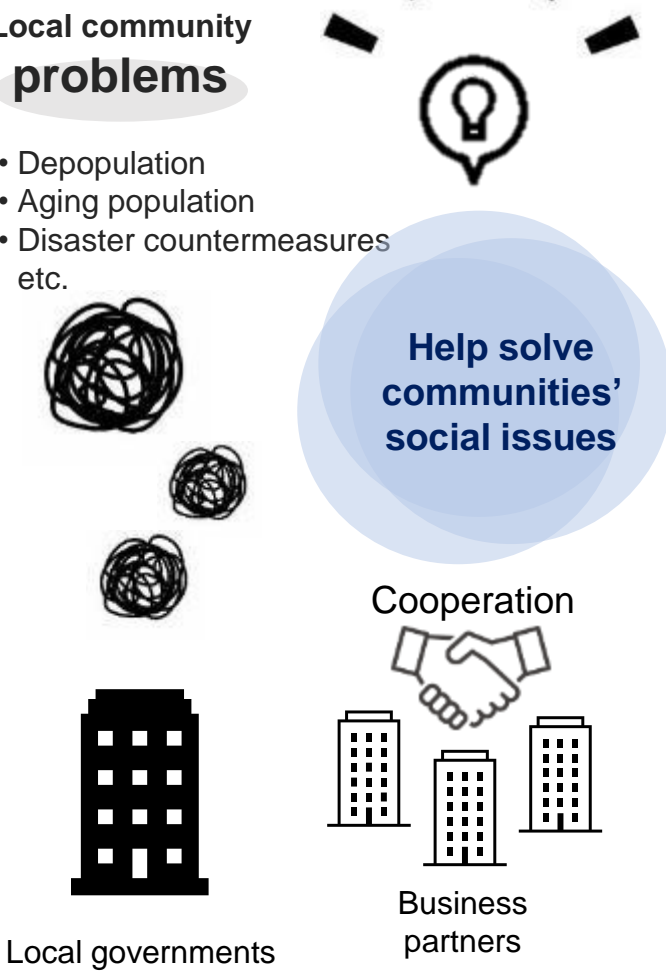 Local community
problems
• Depopulation
• Aging population
• Disaster countermeasures
etc.
Help solve
communities’
social issues
Cooperation
Business
partners
Local governments